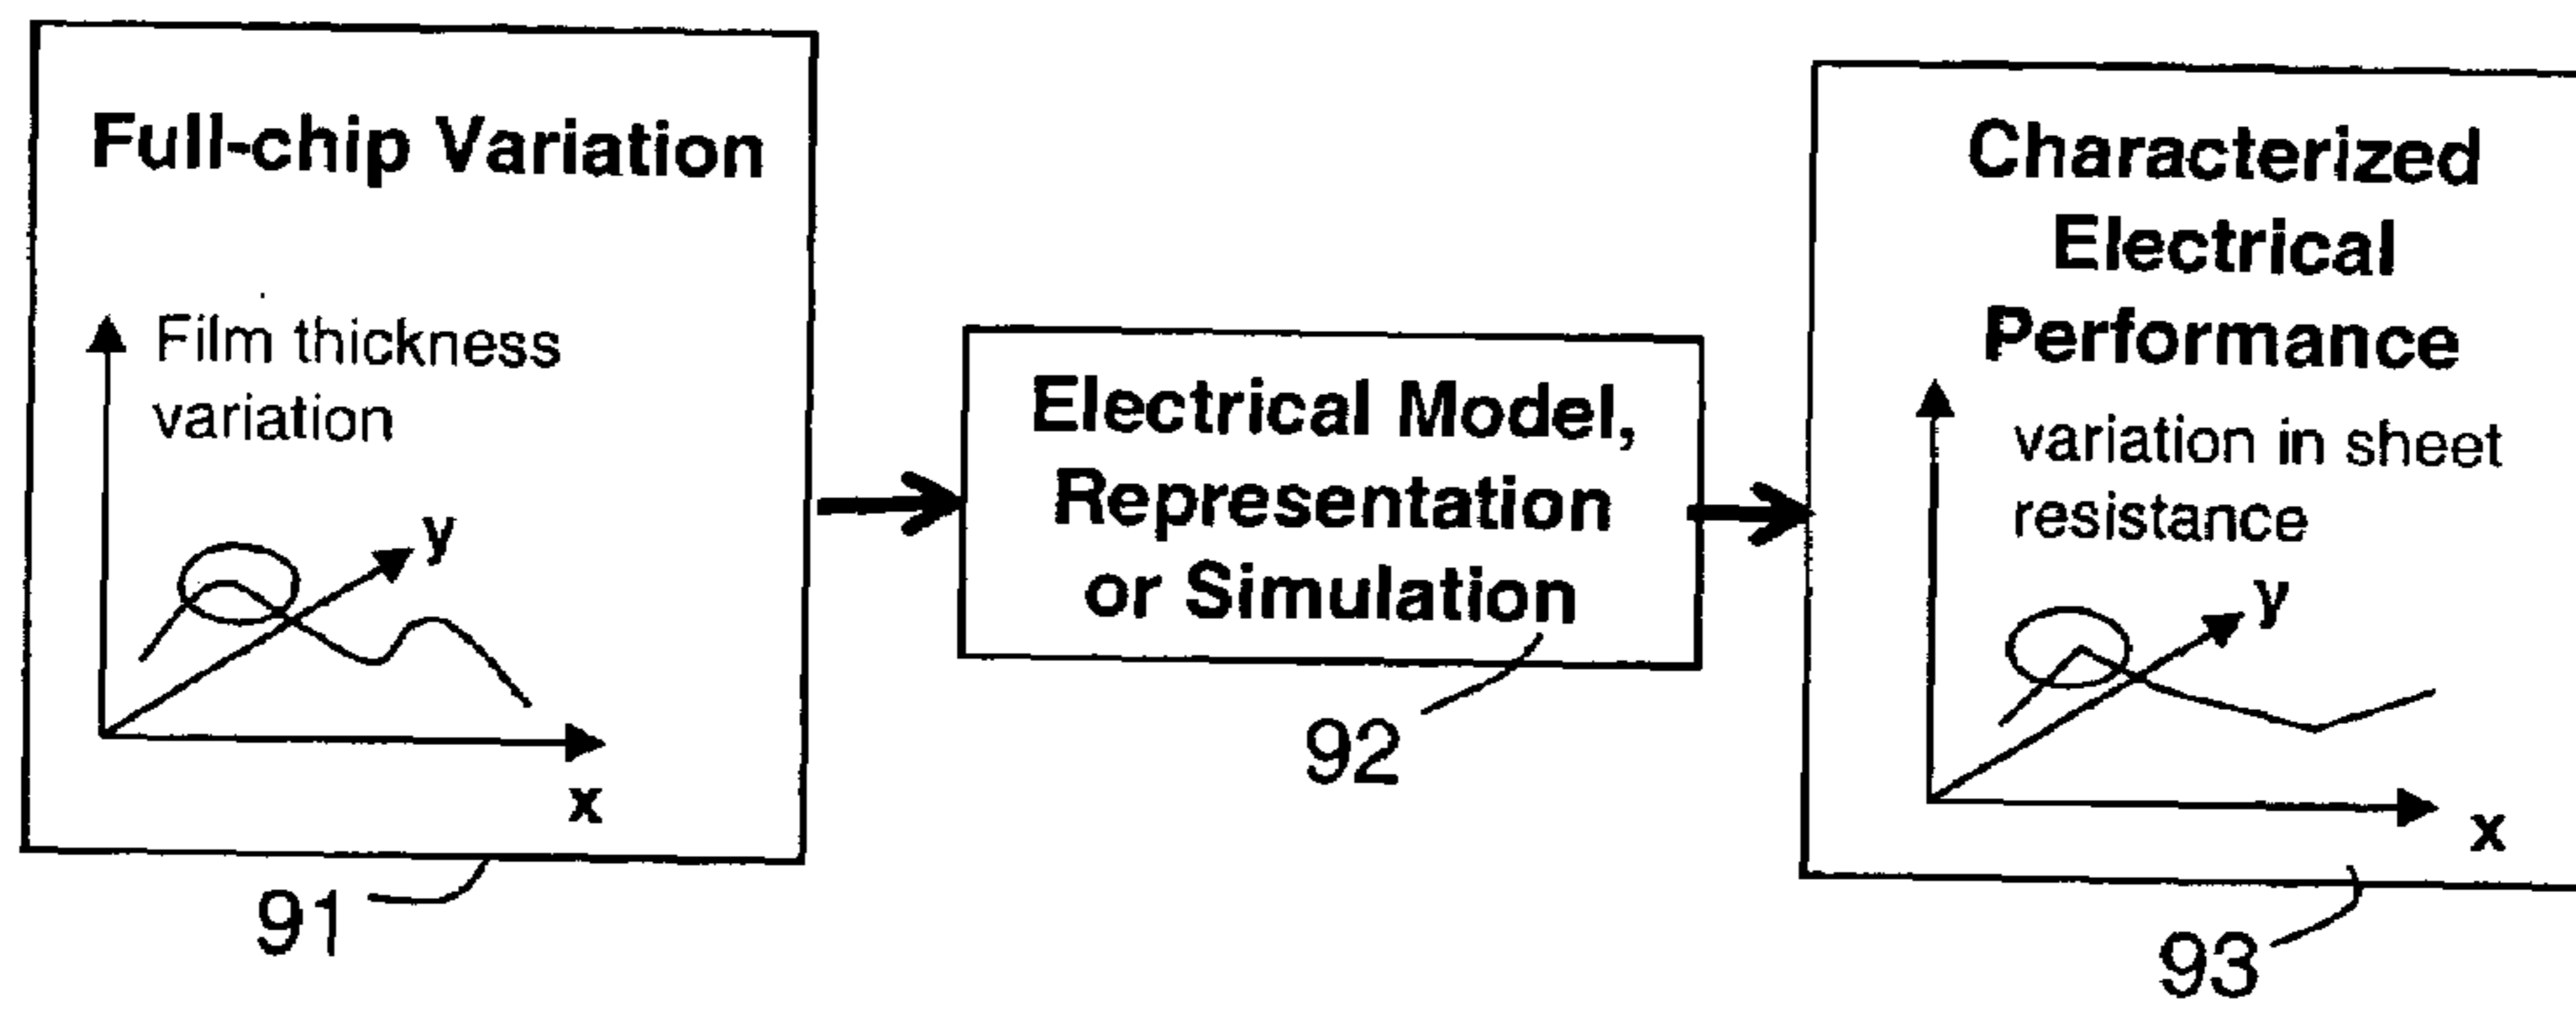 Full-chip Variation
Film thickness
variation
y
x
91
Electrical Model,
Representation
or Simulation
92
Characterized
Electrical
Performance
variation in sheet
resistance
y
x
93